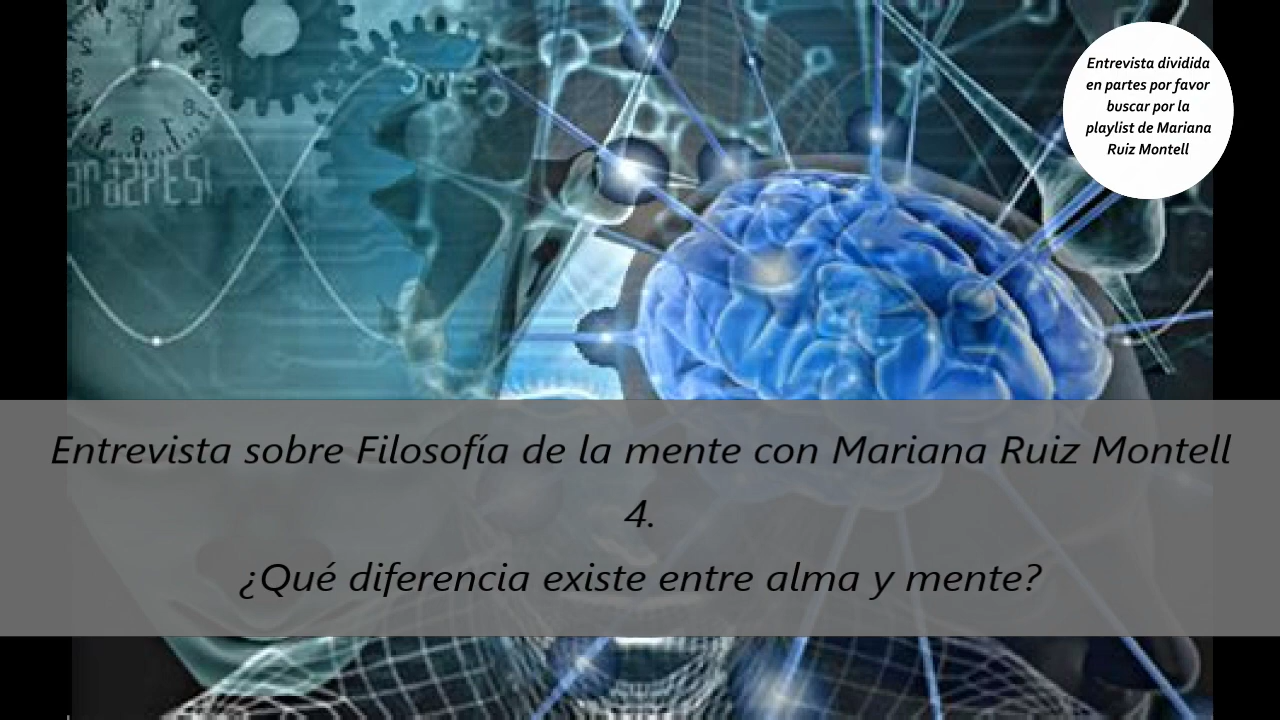 Entrevista dividida
en partes por favor
buscar por la
playlist de Mariana
Ruiz Montell
Entrevista sobre Filosofía de la mente con Mariana Ruiz Montell
4.
¿Qué diferencia existe entre alma y mente?